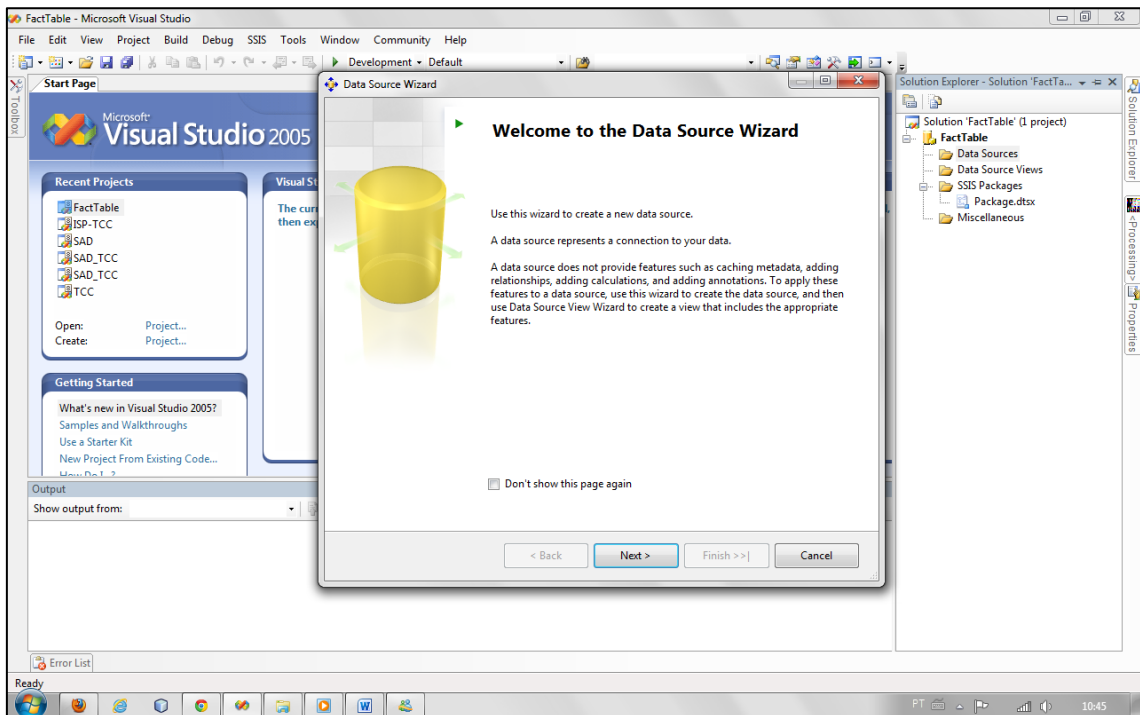 FactTable - Microsoft Visual Studio
File Edit View Project Build Debug SSIS Tools Window Community Help
Development - Default
Toolbox
Start Page
Microsoft
Visual Studio 2005
Recent Projects
FactTable
ISP-TCC
SAD
SAD_TCC
SAD_TCC
TCC
Open: Project...
Create: Project...
Getting Started
What's new in Visual Studio 2005?
Samples and Walkthroughs
Use a Starter Kit
New Project From Existing Code...
How Do I...?
Visual St
The curr
then exp
Data Source Wizard
Welcome to the Data Source Wizard
Use this wizard to create a new data source.
A data source represents a connection to your data.
A data source does not provide features such as caching metadata, adding
relationships, adding calculations, and adding annotations. To apply these
features to a data source, use this wizard to create the data source, and then
use Data Source View Wizard to create a view that includes the appropriate
features.
Don't show this page again
< Back Next > Finish >>| Cancel
Solution Explorer - Solution 'FactTa...
Solution 'FactTable' (1 project)
FactTable
Data Sources
Data Source Views
SSIS Packages
Package.dtsx
Miscellaneous
Solution Explorer
<Processing>
Properties
Output
Show output from:
Error List
Ready
PT 10:45